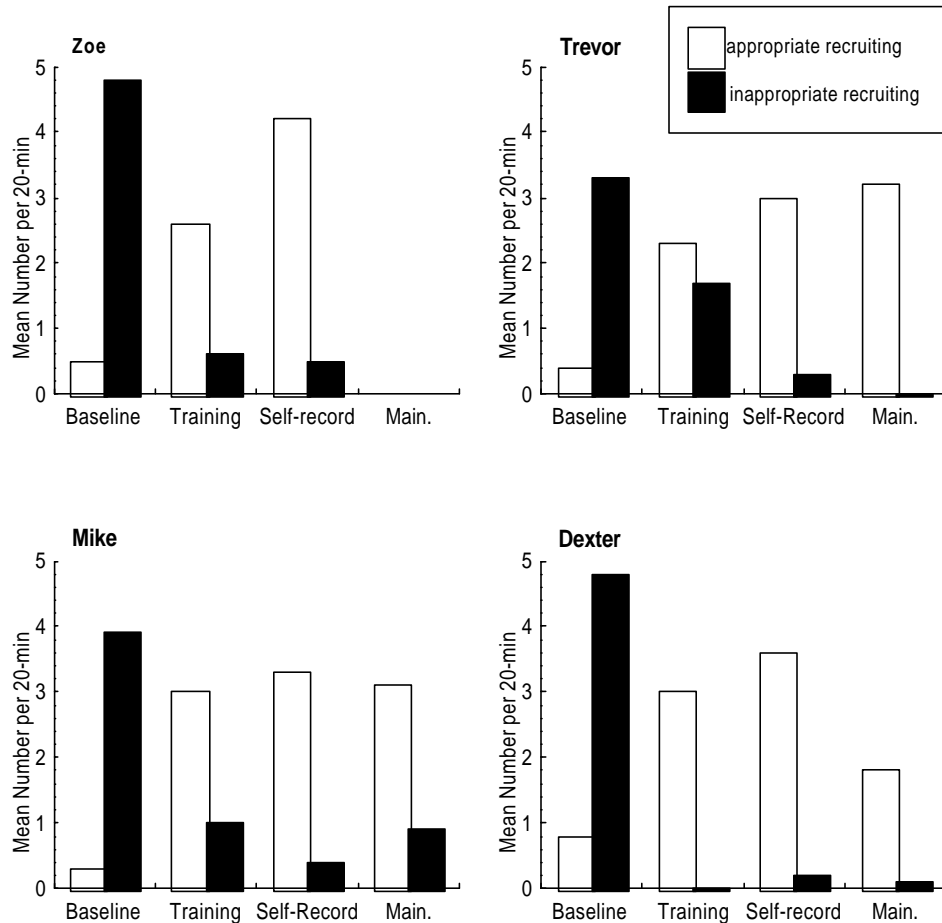 Zoe
Mean Number per 20-min
5
4
3
2
1
0
Baseline Training Self-record Main.
Trevor
appropriate recruiting
inappropriate recruiting
Mean Number per 20-min
5
4
3
2
1
0
Baseline Training Self-Record Main.
Mike
Mean Number per 20-min
5
4
3
2
1
0
Baseline Training Self-Record Main.
Dexter
Mean Number per 20-min
5
4
3
2
1
0
Baseline Training Self-Record Main.